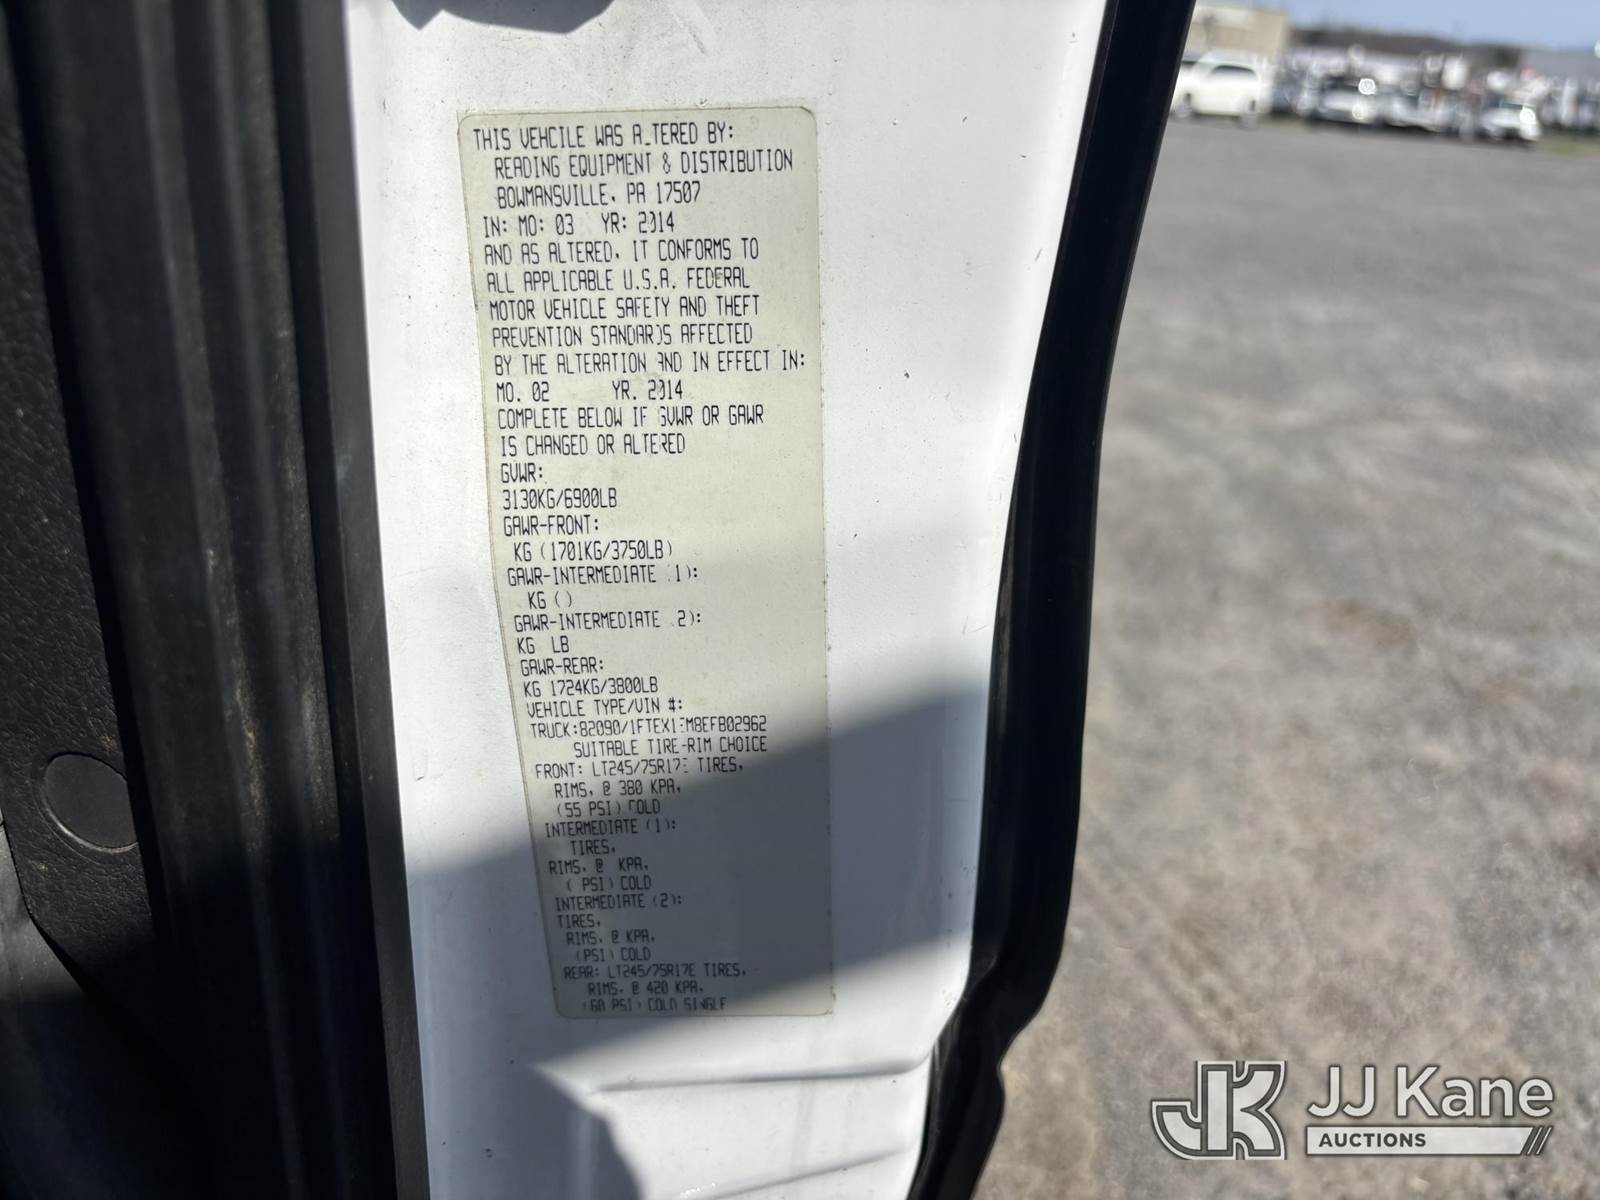 THIS VEHCILE WAS ALTERED BY:
READING EQUIPMENT & DISTRIBUTION
BOWMANSVILLE, PA 17507
IN: MO: 03 YR: 2014
AND AS ALTERED, IT CONFORMS TO
ALL APPLICABLE U.S.A. FEDERAL
MOTOR VEHICLE SAFETY AND THEFT
PREVENTION STANDARDS AFFECTED
BY THE ALTERATION AND IN EFFECT IN:
MO. 02 YR. 2014
COMPLETE BELOW IF GVWR OR GAWR
IS CHANGED OR ALTERED
GVWR:
3130KG/6900LB
GAWR-FRONT:
KG (1701KG/3750LB)
GAWR-INTERMEDIATE (1):
KG ()
GAWR-INTERMEDIATE (2):
KG LB
GAWR-REAR:
KG 1724KG/3800LB
VEHICLE TYPE/VIN #:
TRUCK:82090/1FTEX1EM8EFB02962
SUITABLE TIRE-RIM CHOICE
FRONT: LT245/75R17E TIRES,
RIMS, @ 380 KPA,
(55 PSI) COLD
INTERMEDIATE (1):
TIRES,
RIMS, @ KPA,
( PSI) COLD
INTERMEDIATE (2):
TIRES,
RIMS, @ KPA,
(PSI) COLD
REAR: LT245/75R17E TIRES,
RIMS, @ 420 KPA,
(60 PSI) COLD SINGLE
JK JJ Kane
AUCTIONS